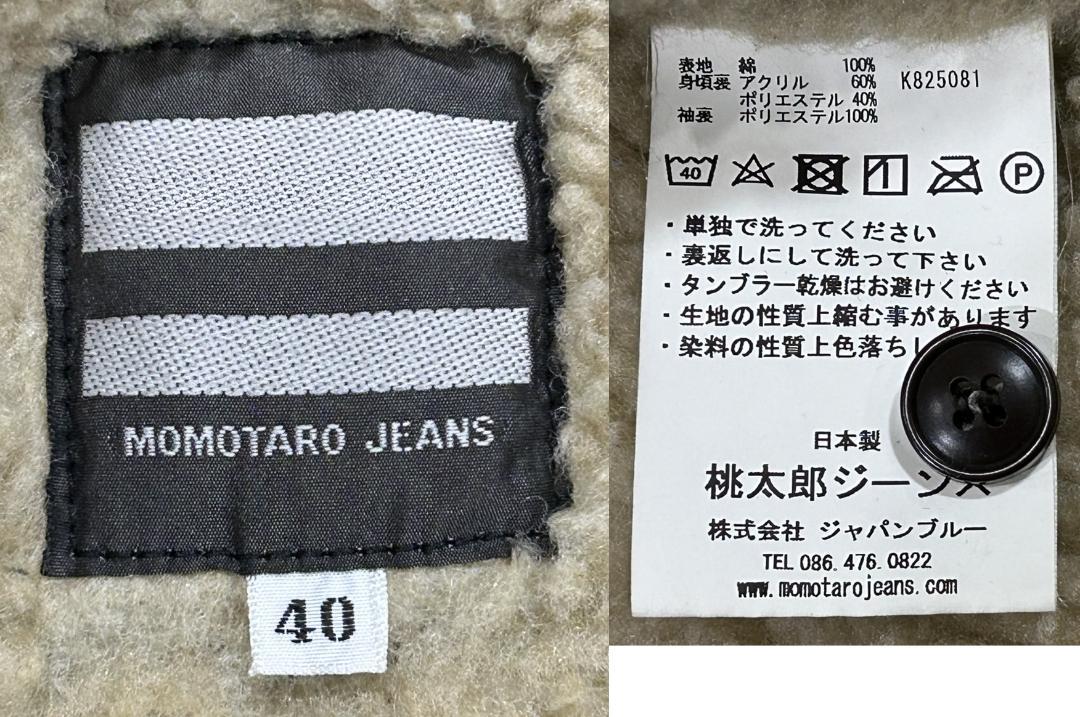 MOMOTARO JEANS
40
表地 綿 100%
身頃裏 アクリル 60% K825081
ポリエステル 40%
袖裏 ポリエステル100%
40 P
・単独で洗ってください
・裏返しにして洗って下さい
・タンブラー乾燥はお避けください
・生地の性質上縮む事があります
・染料の性質上色落ちし
日本製
桃太郎ジーンズ
株式会社 ジャパンブルー
TEL 086. 476. 0822
www.momotarojeans.com